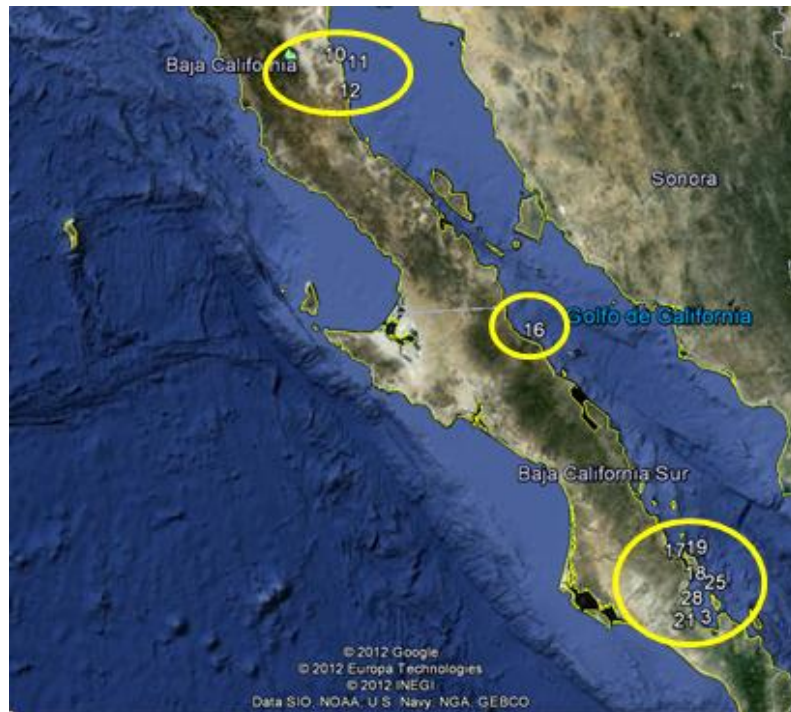 Baja California
10
11
12
Sonora
16
Golfo de California
Baja California Sur
17 19
18
25
28
21 3
© 2012 Google
© 2012 Europa Technologies
© 2012 INEGI
Data SIO, NOAA, U.S. Navy, NGA, GEBCO